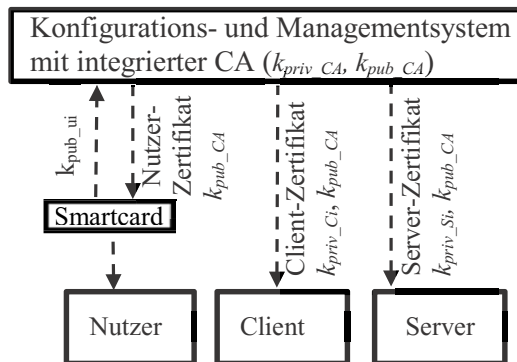 Konfigurations- und Managementsystem
mit integrierter CA (k_priv_CA, k_pub_CA)
k_pub_ui
Nutzer-
Zertifikat
k_pub_CA
Client-Zertifikat
k_priv_Ci, k_pub_CA
Server-Zertifikat
k_priv_Si, k_pub_CA
Smartcard
Nutzer
Client
Server